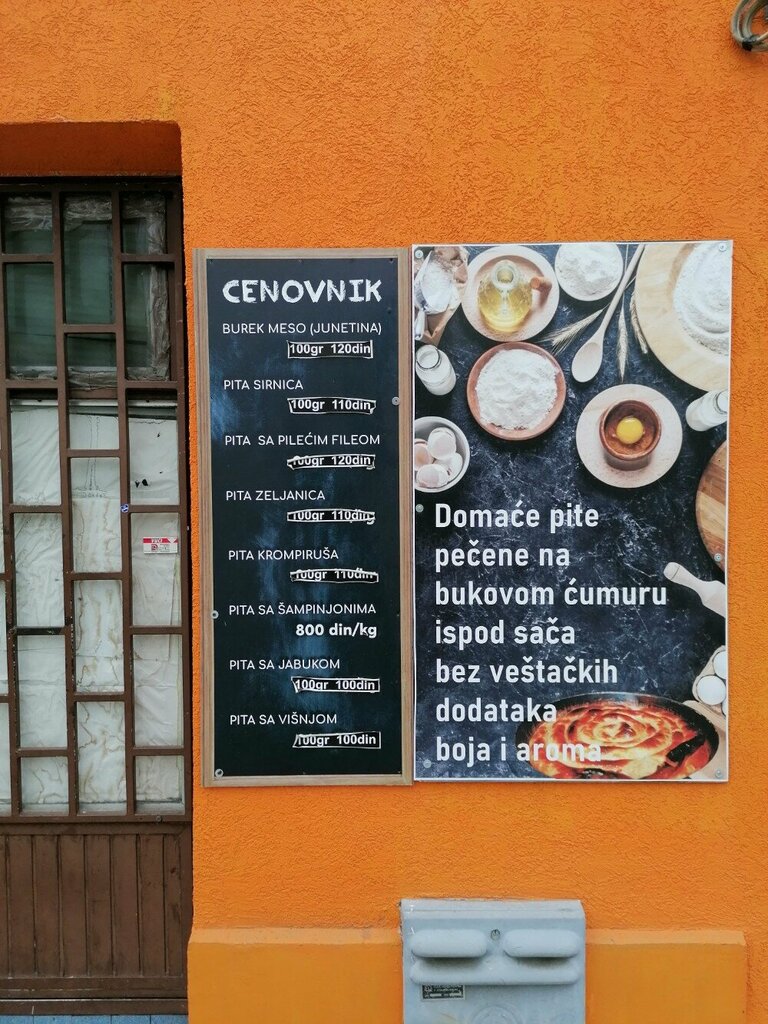 CENOVNIK
BUREK MESO (JUNETINA)
100gr 120din
PITA SIRNICA
100gr 110din
PITA SA PILEĆIM FILEOM
100gr 120din
PITA ZELJANICA
100gr 110din
PITA KROMPIRUŠA
100gr 110din
PITA SA ŠAMPINJONIMA
800 din/kg
PITA SA JABUKOM
100gr 100din
PITA SA VIŠNJOM
100gr 100din
Domaće pite
pečene na
bukovom ćumuru
ispod sača
bez veštačkih
dodataka
boja i aroma